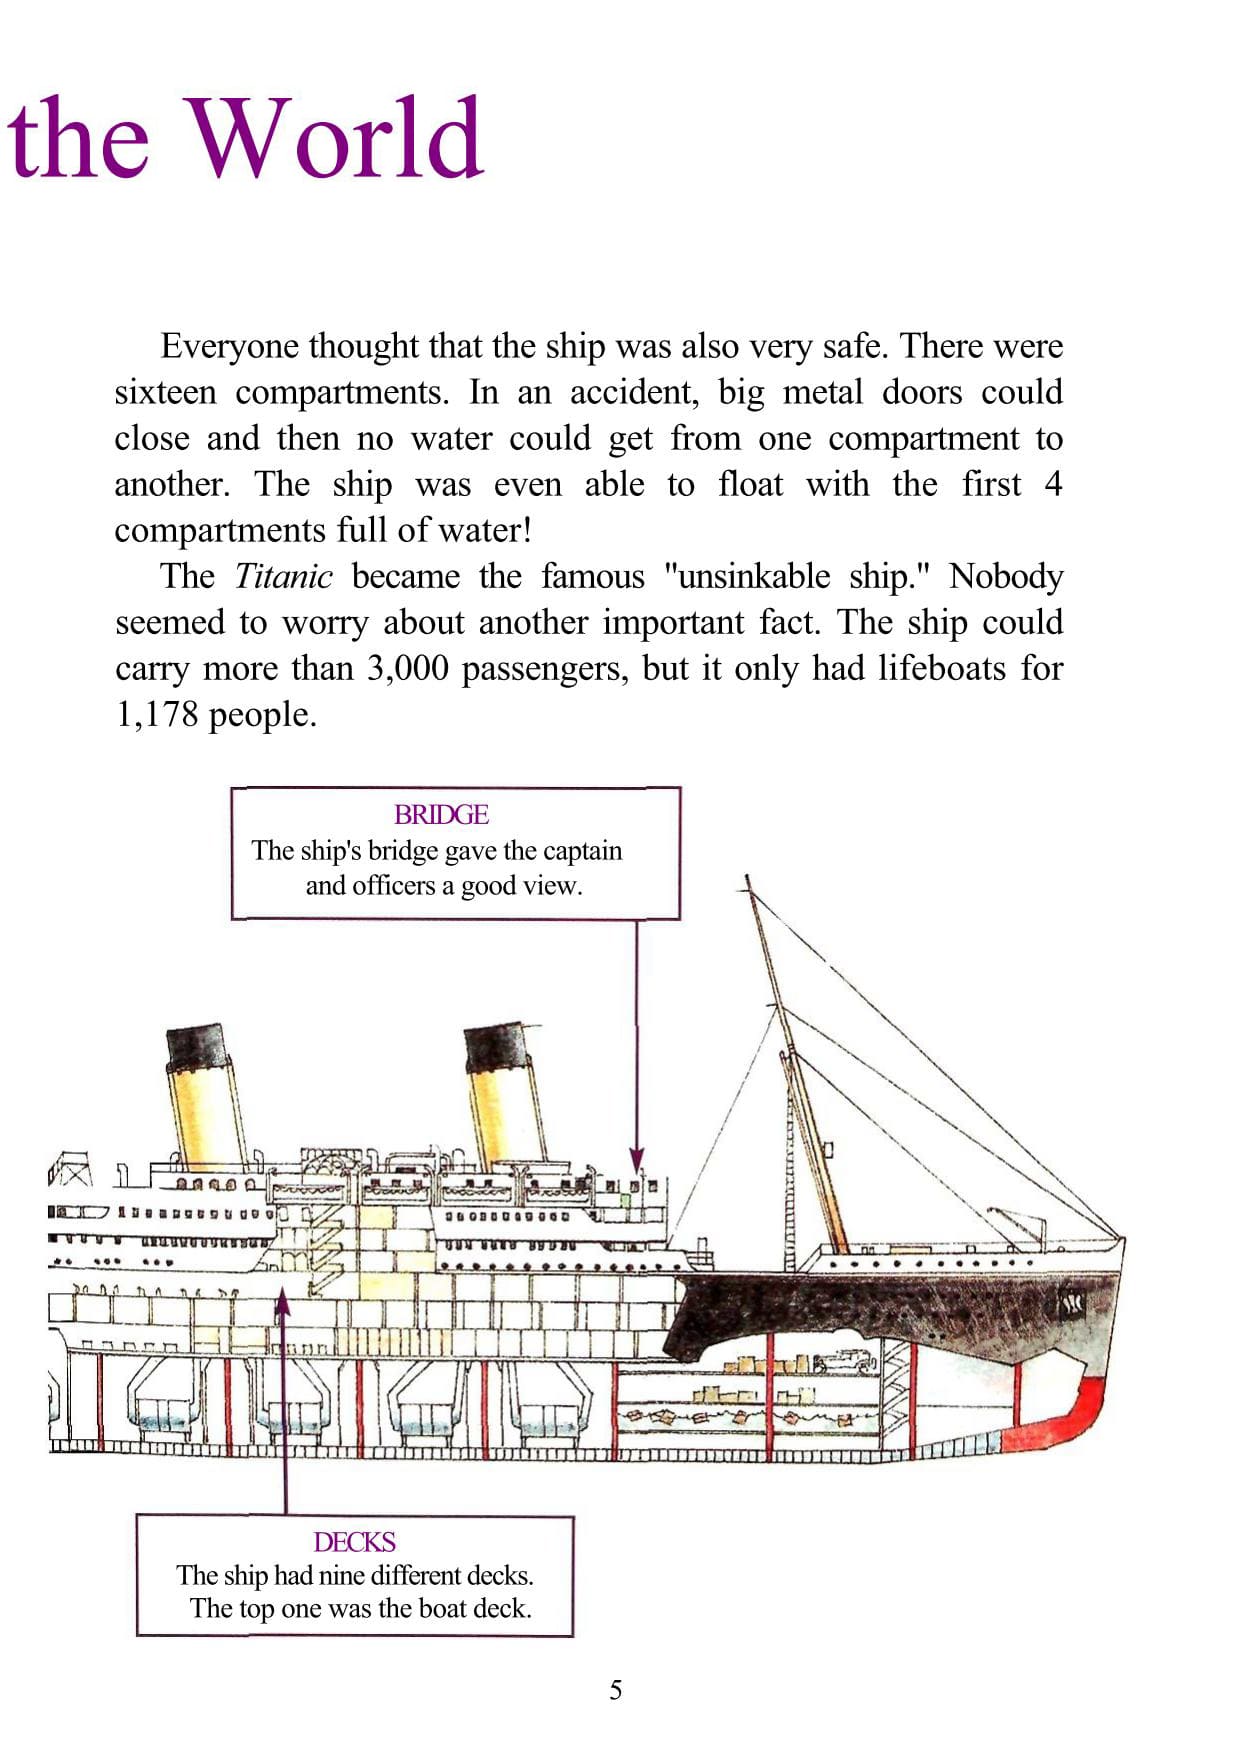 the World
Everyone thought that the ship was also very safe. There were
sixteen compartments. In an accident, big metal doors could
close and then no water could get from one compartment to
another. The ship was even able to float with the first 4
compartments full of water!
The Titanic became the famous "unsinkable ship." Nobody
seemed to worry about another important fact. The ship could
carry more than 3,000 passengers, but it only had lifeboats for
1,178 people.
BRIDGE
The ship's bridge gave the captain
and officers a good view.
DECKS
The ship had nine different decks.
The top one was the boat deck.
5